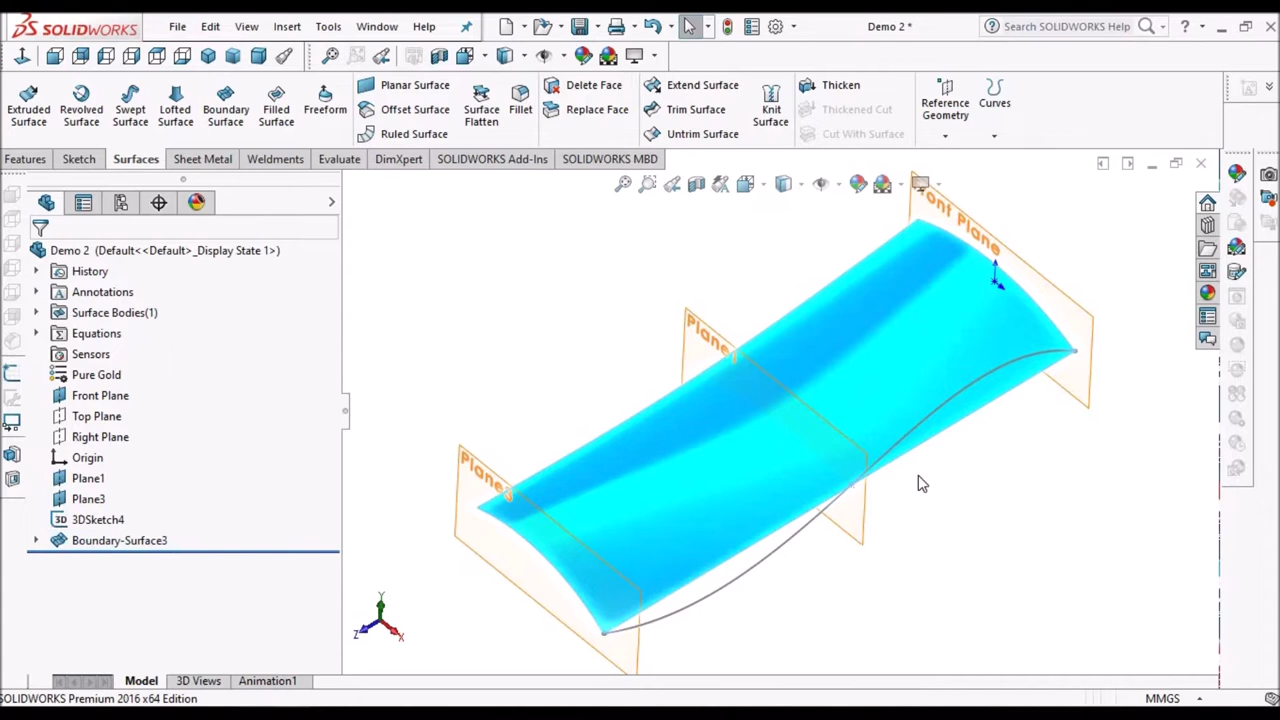 SOLIDWORKS File Edit View Insert Tools Window Help Demo 2 * Search SOLIDWORKS Help ?
Extruded Surface
Revolved Surface
Swept Surface
Lofted Surface
Boundary Surface
Filled Surface
Freeform
Planar Surface
Offset Surface
Ruled Surface
Surface Flatten
Fillet
Delete Face
Replace Face
Extend Surface
Trim Surface
Untrim Surface
Knit Surface
Thicken
Thickened Cut
Cut With Surface
Reference Geometry
Curves
Features Sketch Surfaces Sheet Metal Weldments Evaluate DimXpert SOLIDWORKS Add-Ins SOLIDWORKS MBD
Demo 2 (Default<<Default>_Display State 1>)
History
Annotations
Surface Bodies(1)
Equations
Sensors
Pure Gold
Front Plane
Top Plane
Right Plane
Origin
Plane1
Plane3
3D 3DSketch4
Boundary-Surface3
Front Plane
Plane1
Plane3
Y
Z
X
Model 3D Views Animation1
SOLIDWORKS Premium 2016 x64 Edition
MMGS